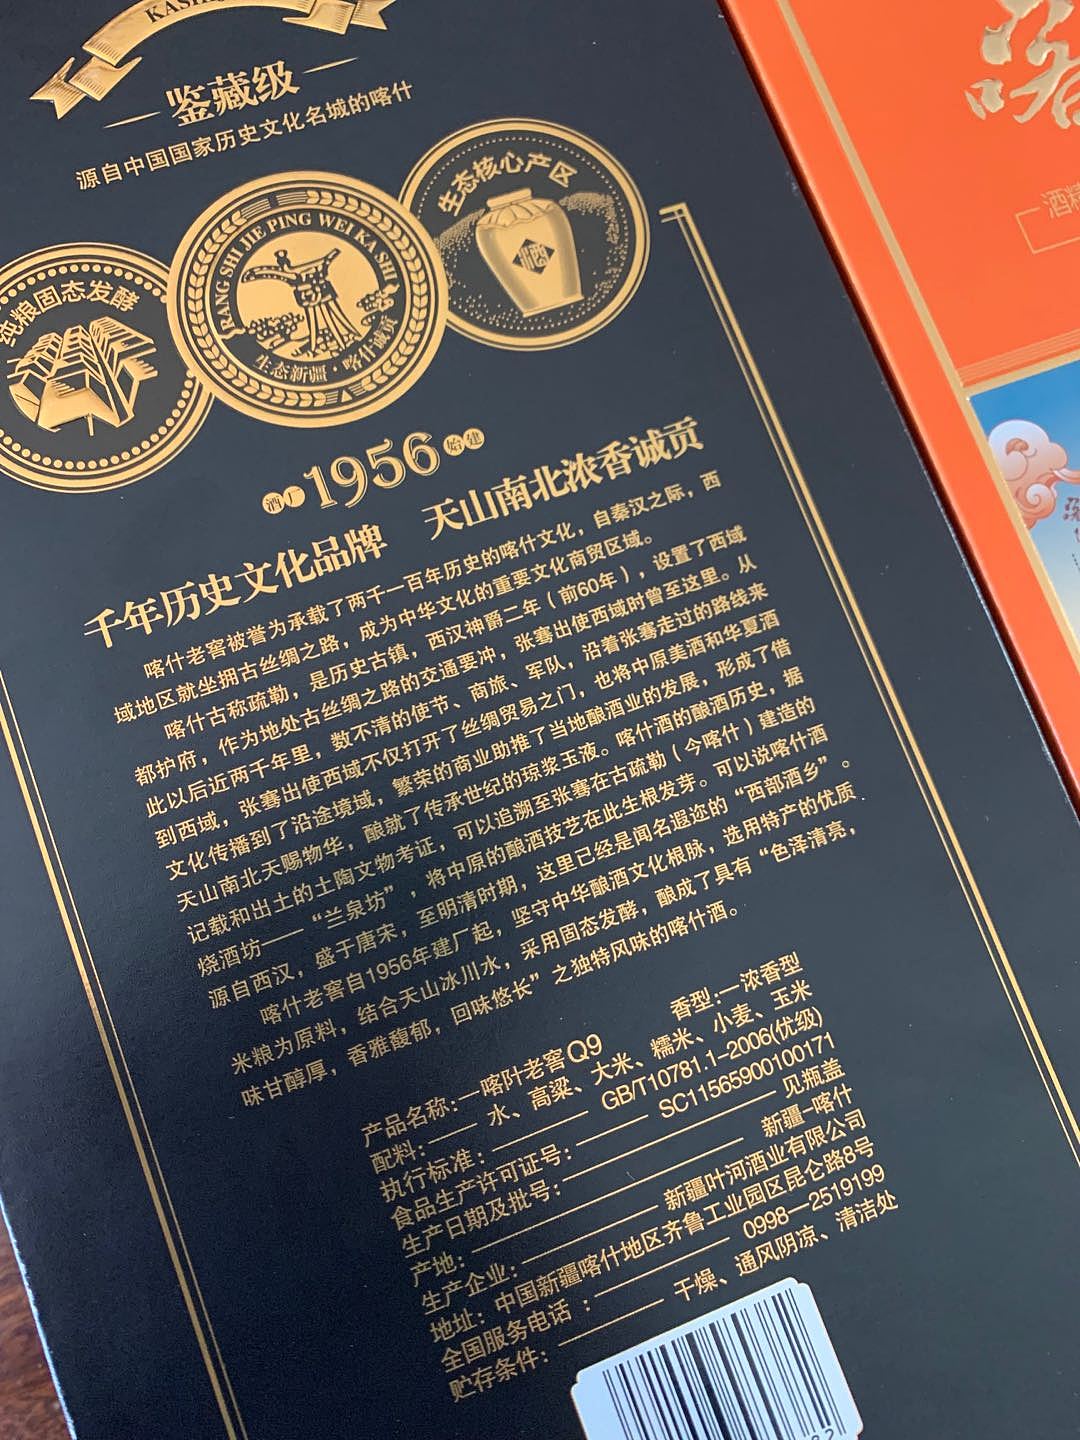 鉴藏级
源自中国国家历史文化名城的喀什
纯粮固态发酵
RANG SHI JIE PING WEI KA SHI
生态新疆·喀什诚贡
生态核心产区
酒厂1956始建
千年历史文化品牌 天山南北浓香诚贡
喀什老窖被誉为承载了两千一百年历史的喀什文化，自秦汉之际，西
域地区就坐拥古丝绸之路，成为中华文化的重要文化商贸区域。
喀什古称疏勒，是历史古镇，西汉神爵二年（前60年），设置了西域
都护府，作为地处古丝绸之路的交通要冲，张骞出使西域时曾至这里。从
此以后近两千年里，数不清的使节、商旅、军队，沿着张骞走过的路线来
到西域，张骞出使西域不仅打开了丝绸贸易之门，也将中原美酒和华夏酒
文化传播到了沿途境域，繁荣的商业助推了当地酿酒业的发展，形成了借
天山南北天赐物华，酿就了传承世纪的琼浆玉液。喀什酒的酿酒历史，据
记载和出土的土陶文物考证，可以追溯至张骞在古疏勒（今喀什）建造的
烧酒坊——“兰泉坊”，将中原的酿酒技艺在此生根发芽。可以说喀什酒
源自西汉，盛于唐宋，至明清时期，这里已经是闻名遐迩的“西部酒乡”。
喀什老窖自1956年建厂起，坚守中华酿酒文化根脉，选用特产的优质
米粮为原料，结合天山冰川水，采用固态发酵，酿成了具有“色泽清亮，
味甘醇厚，香雅馥郁，回味悠长”之独特风味的喀什酒。
产品名称：一喀什老窖Q9 香型：一浓香型
配料：—— 水、高粱、大米、糯米、小麦、玉米
执行标准：—— GB/T10781.1-2006(优级)
食品生产许可证号：—— SC11565900100171
生产日期及批号：—— 见瓶盖
产地：—— 新疆-喀什
生产企业：—— 新疆叶河酒业有限公司
地址：中国新疆喀什地区齐鲁工业园区昆仑路8号
全国服务电话：—— 0998—2519199
贮存条件：—— 干燥、通风阴凉、清洁处